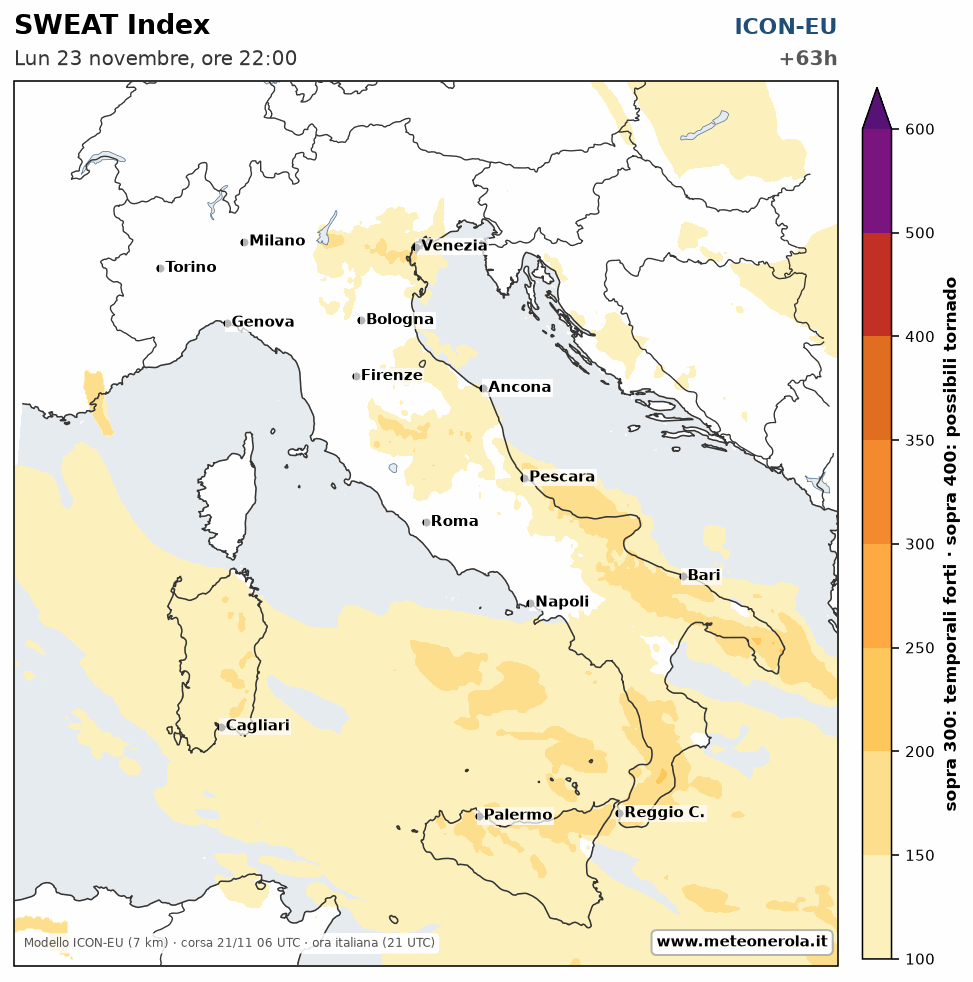 SWEAT Index
ICON-EU
Lun 23 novembre, ore 22:00
+63h
Milano
Venezia
Torino
Genova
Bologna
Firenze
Ancona
Pescara
Roma
Bari
Napoli
Cagliari
Palermo
Reggio C.
Modello ICON-EU (7 km) · corsa 21/11 06 UTC · ora italiana (21 UTC)
www.meteonerola.it
600
500
400
350
300
250
200
150
100
sopra 300: temporali forti · sopra 400: possibili tornado